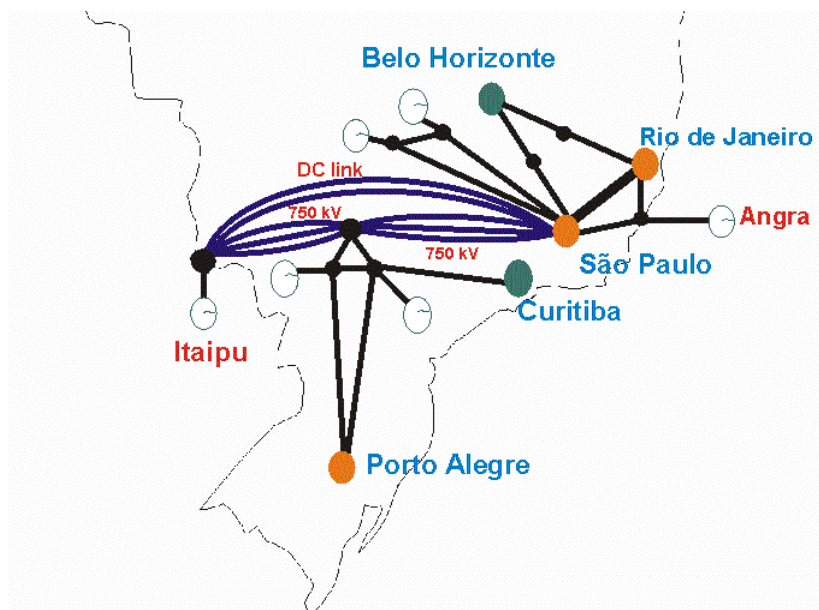 Belo Horizonte
Rio de Janeiro
DC link
750 kV
Angra
750 kV
São Paulo
Curitiba
Itaipu
Porto Alegre